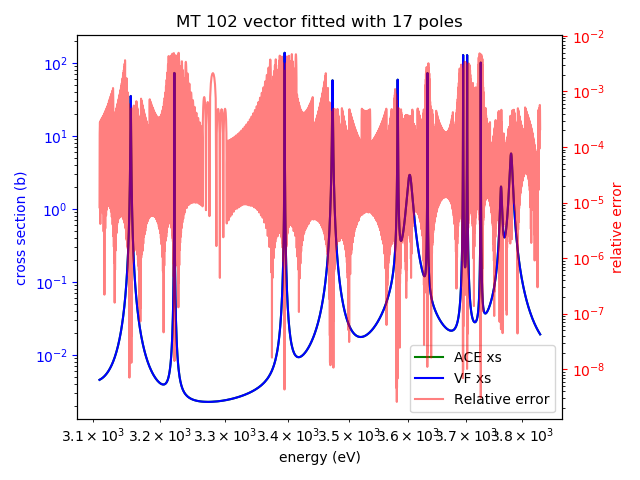 MT 102 vector fitted with 17 poles
cross section (b)
10²
10¹
10⁰
10⁻¹
10⁻²
10⁻²
10⁻³
10⁻⁴
10⁻⁵
10⁻⁶
10⁻⁷
10⁻⁸
relative error
ACE xs
VF xs
Relative error
3.1 × 10³ 3.2 × 10³ 3.3 × 10³ 3.4 × 10³ 3.5 × 10³ 3.6 × 10³ 3.7 × 10³ 3.8 × 10³
energy (eV)